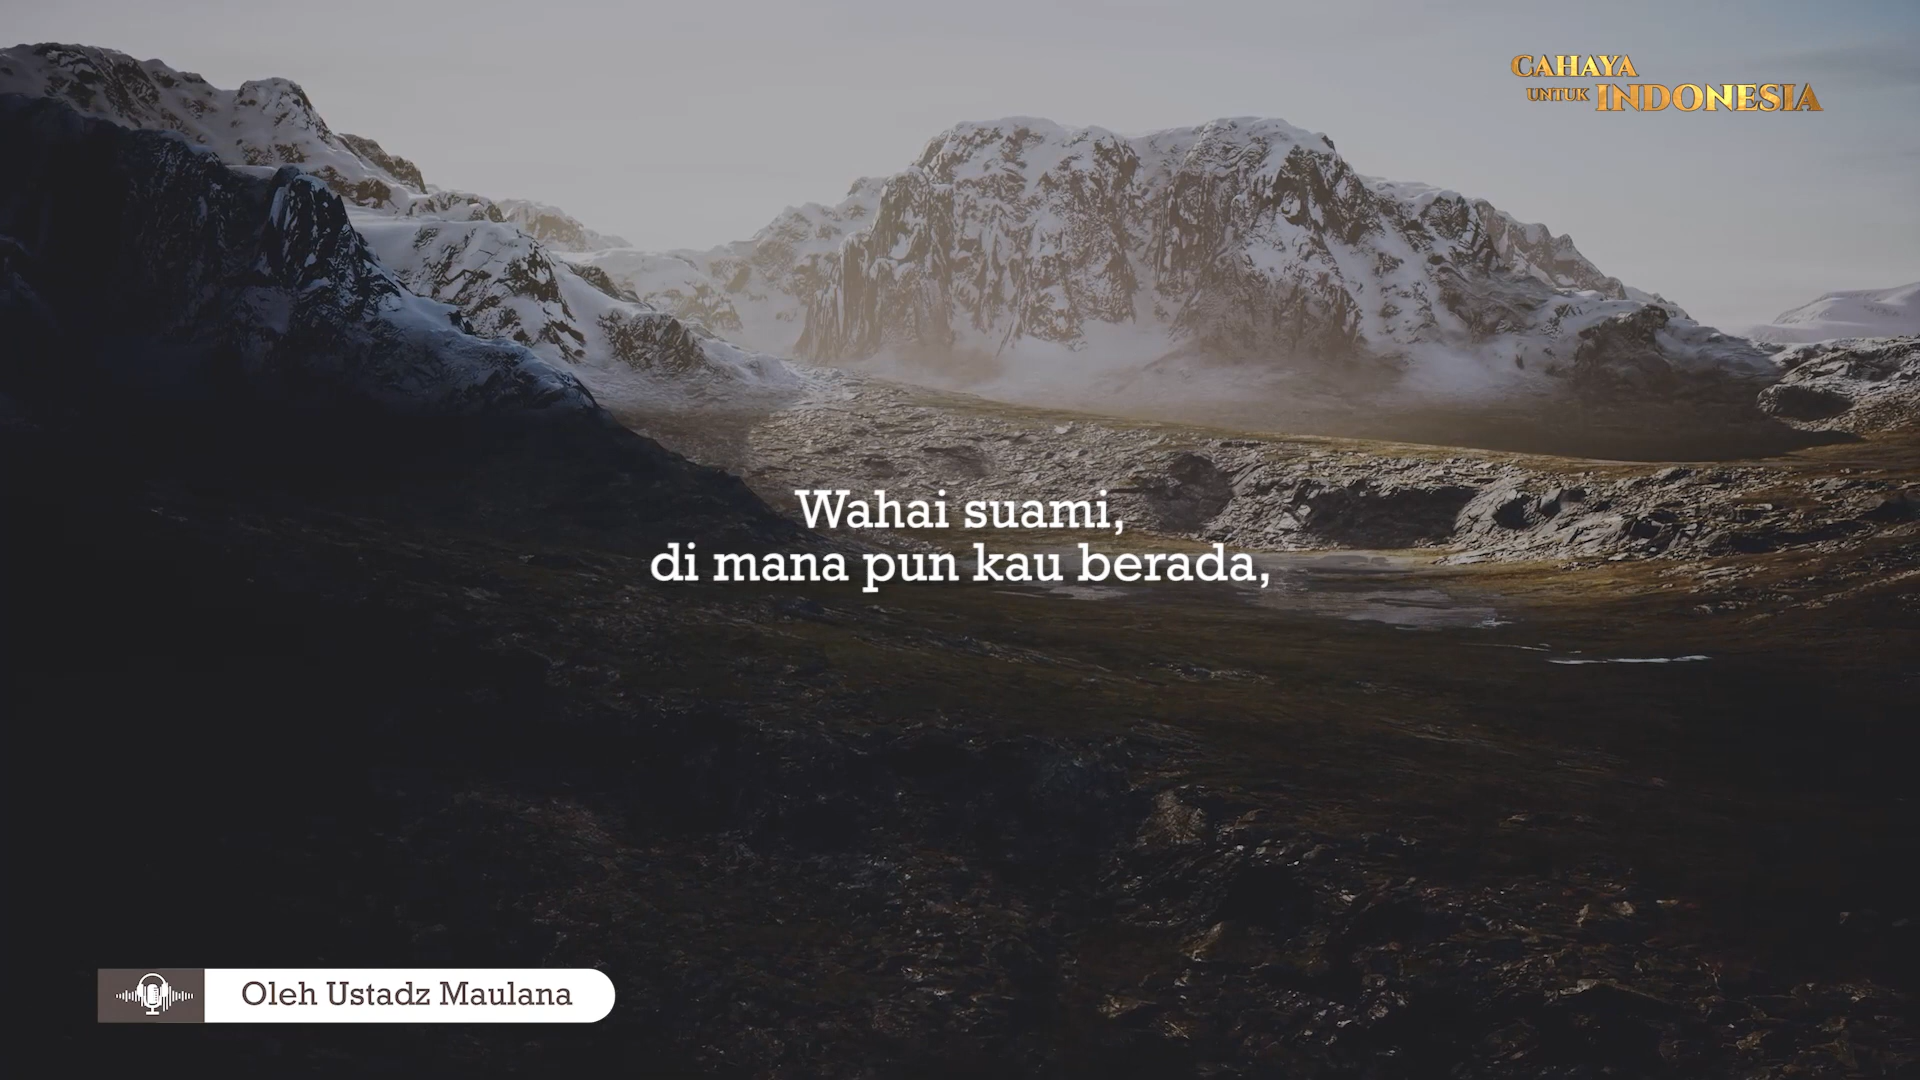 CAHAYA
UNTUK INDONESIA
Wahai suami,
di mana pun kau berada,
Oleh Ustadz Maulana